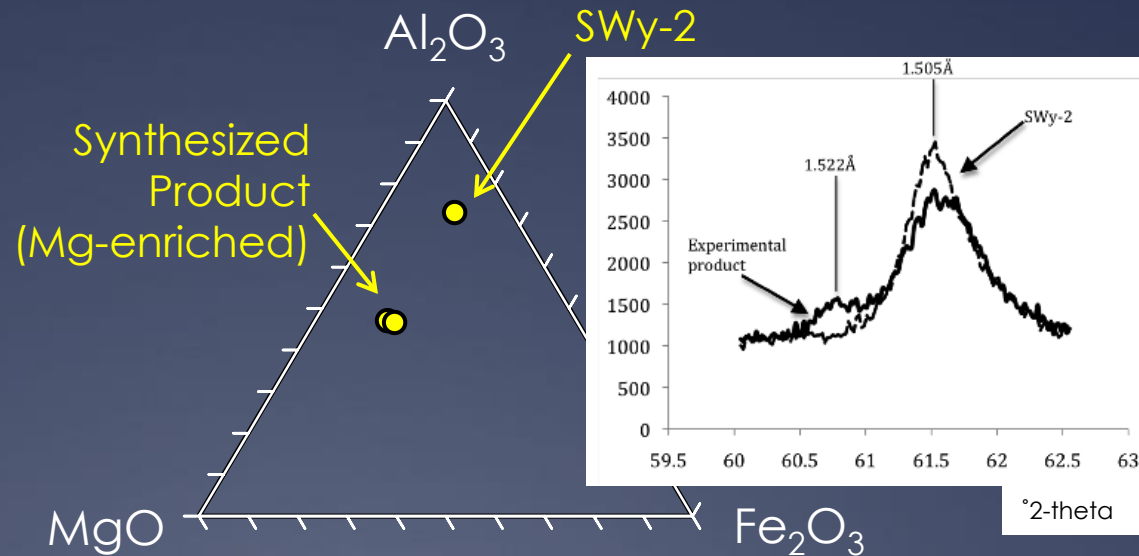 SWy-2
Al₂O₃
Synthesized
Product
(Mg-enriched)
MgO
Fe₂O₃
1.505Å
4000
3500
3000
2500
2000
1500
1000
500
0
SWy-2
1.522Å
Experimental
product
59.5 60 60.5 61 61.5 62 62.5 63
°2-theta